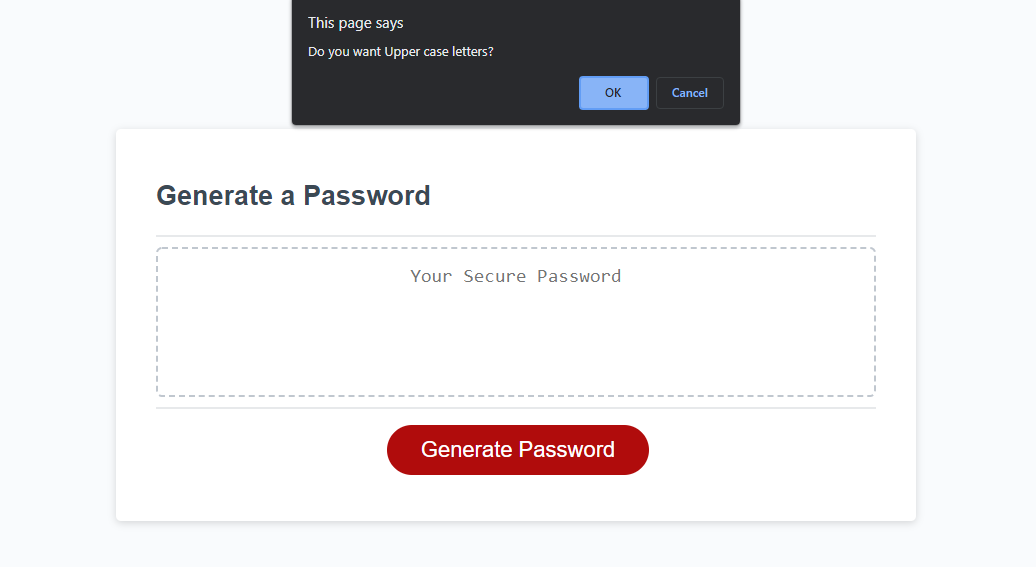 This page says
Do you want Upper case letters?
OK Cancel
Generate a Password
Your Secure Password
Generate Password